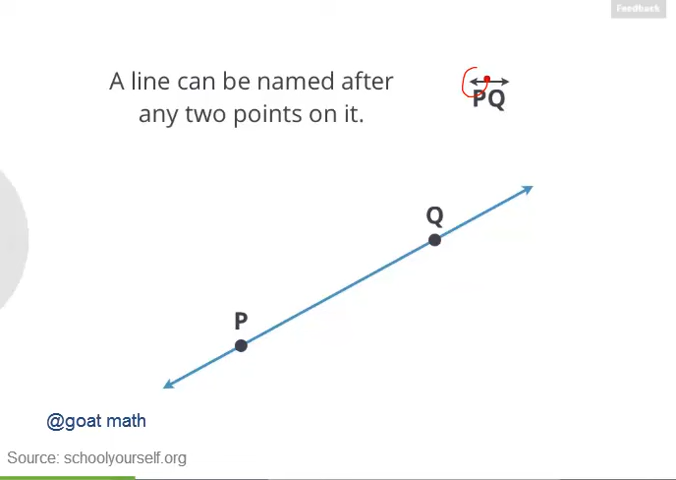 Feedback
A line can be named after
any two points on it.
PQ
Q
P
@goat math
Source: schoolyourself.org